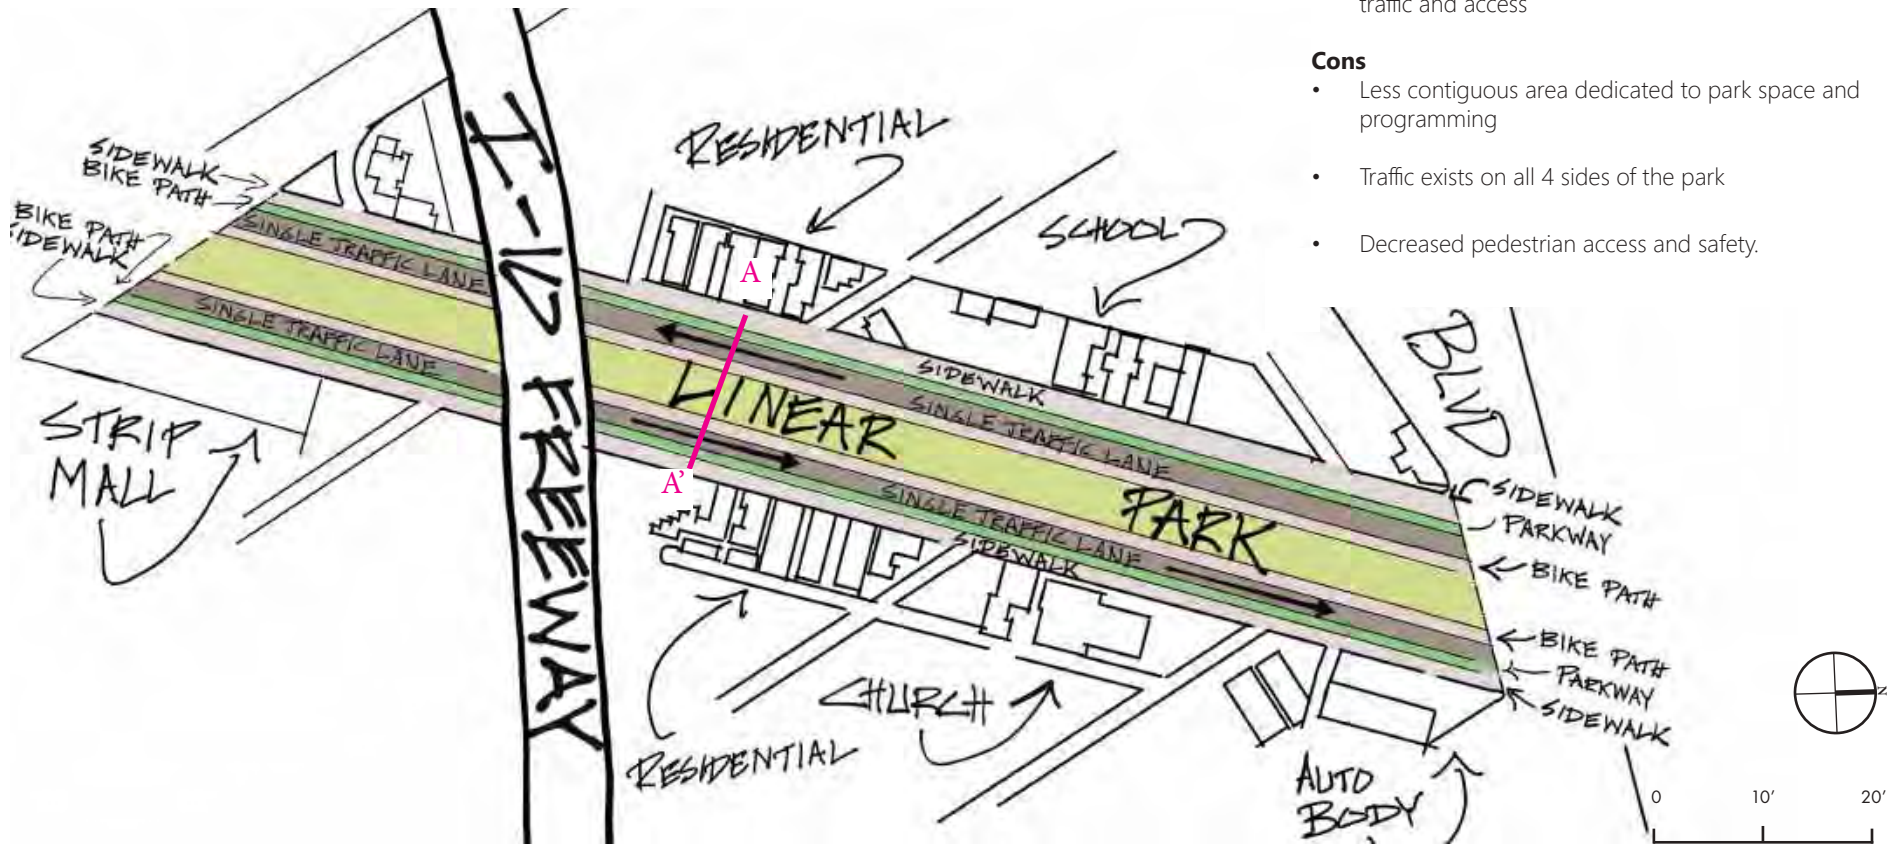 traffic and access
Cons
• Less contiguous area dedicated to park space and
programming
• Traffic exists on all 4 sides of the park
• Decreased pedestrian access and safety.
SIDEWALK
BIKE PATH
BIKE PATH
SIDEWALK
SINGLE TRAFFIC LANE
SINGLE TRAFFIC LANE
STRIP
MALL
I-10 FREEWAY
RESIDENTIAL
SCHOOL
A
A'
LINEAR
PARK
SIDEWALK
SINGLE TRAFFIC LANE
SINGLE TRAFFIC LANE
SIDEWALK
BLVD
SIDEWALK
PARKWAY
BIKE PATH
BIKE PATH
PARKWAY
SIDEWALK
RESIDENTIAL
CHURCH
AUTO
BODY
N
0 10' 20'